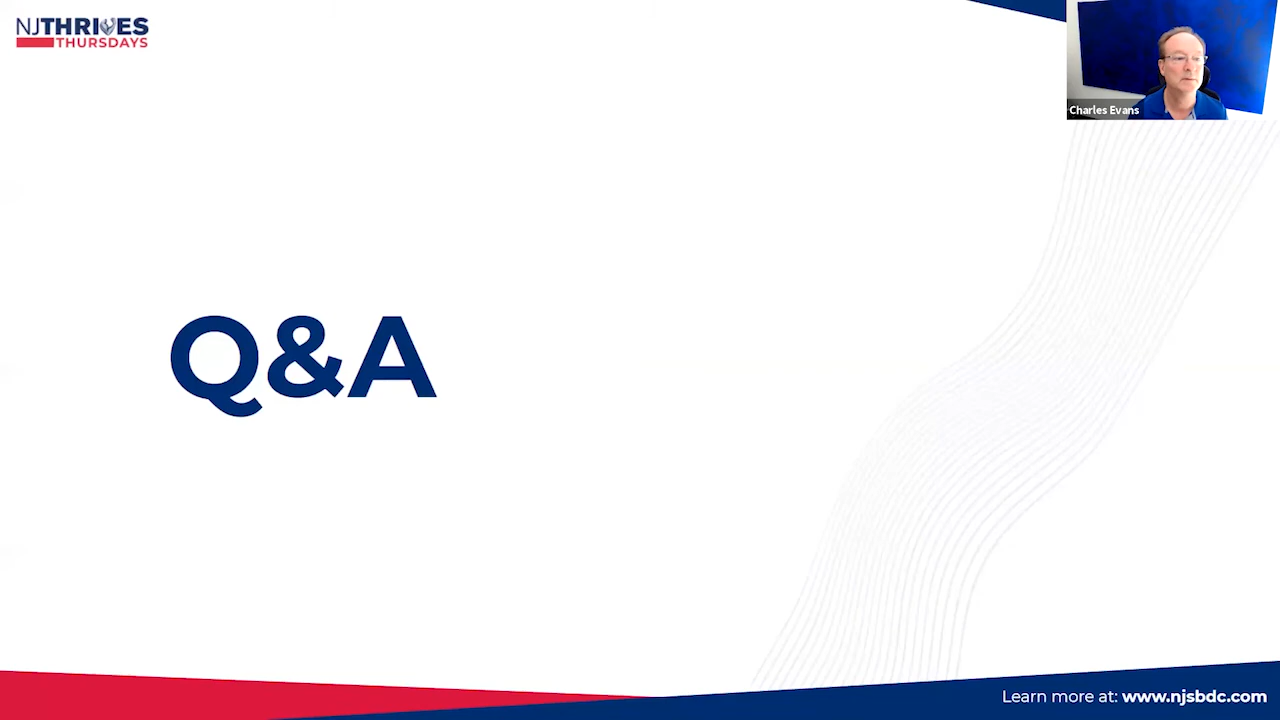 NJTHRIVES
THURSDAYS
Charles Evans
Q&A
Learn more at: www.njsbdc.com